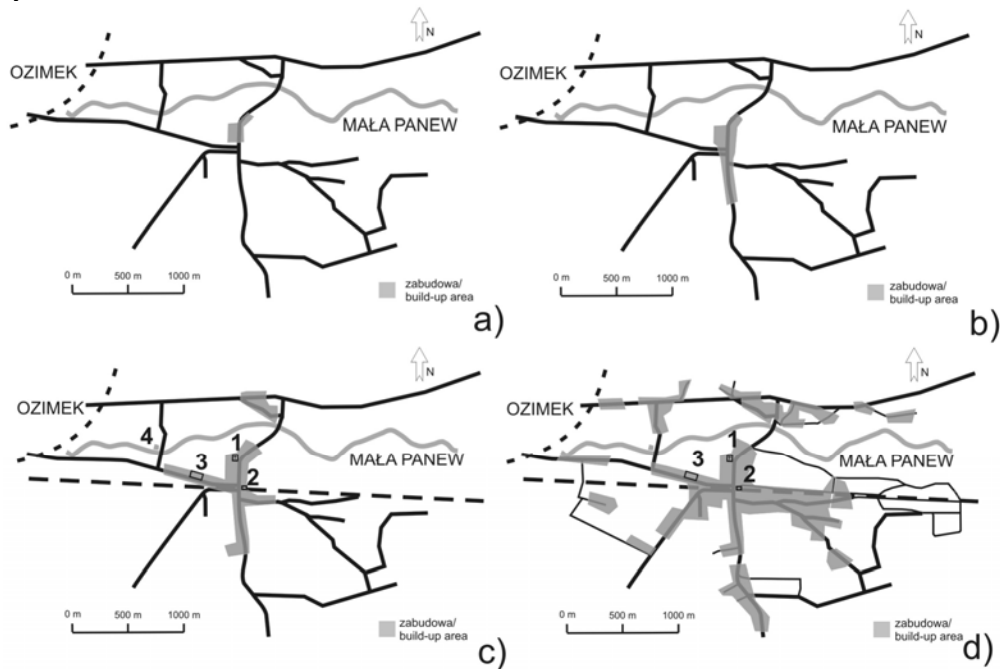 N
OZIMEK
MAŁA PANEW
0 m 500 m 1000 m
zabudowa/
build-up area
a)
N
OZIMEK
MAŁA PANEW
0 m 500 m 1000 m
zabudowa/
build-up area
b)
N
OZIMEK
4
1
3
2
MAŁA PANEW
0 m 500 m 1000 m
zabudowa/
build-up area
c)
N
OZIMEK
1
3
2
MAŁA PANEW
0 m 500 m 1000 m
zabudowa/
build-up area
d)